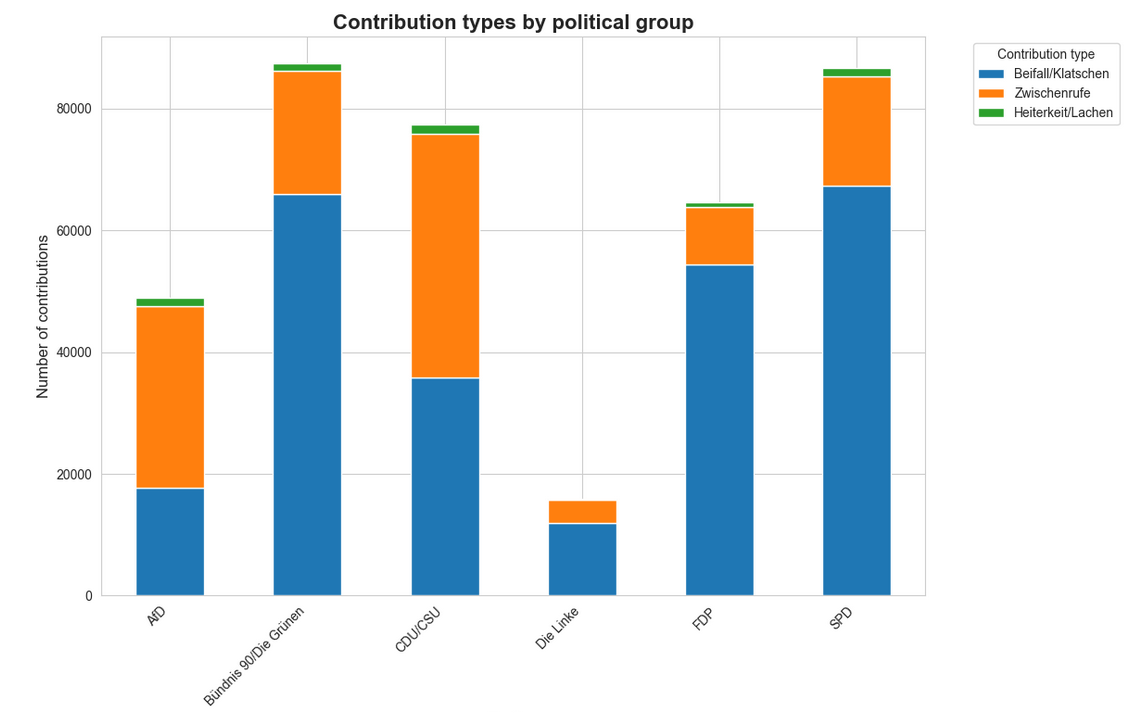 Contribution types by political group
Contribution type
Beifall/Klatschen
Zwischenrufe
Heiterkeit/Lachen
Number of contributions
80000
60000
40000
20000
0
AfD
Bündnis 90/Die Grünen
CDU/CSU
Die Linke
FDP
SPD